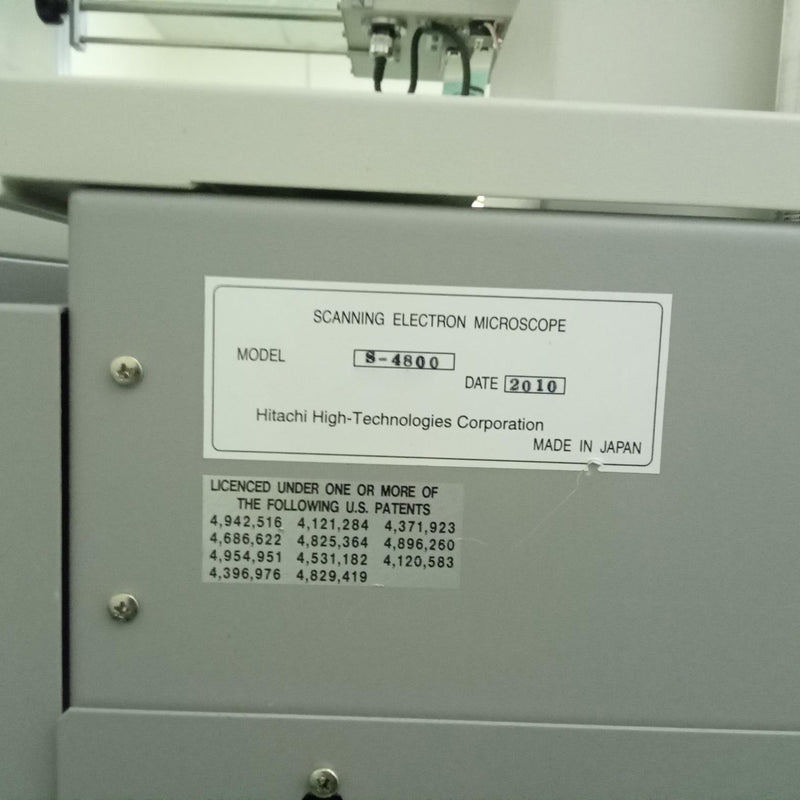 SCANNING ELECTRON MICROSCOPE
MODEL S-4800
DATE 2010
Hitachi High-Technologies Corporation
MADE IN JAPAN
LICENCED UNDER ONE OR MORE OF
THE FOLLOWING U.S. PATENTS
4,942,516 4,121,284 4,371,923
4,686,622 4,825,364 4,896,260
4,954,951 4,531,182 4,120,583
4,396,976 4,829,419